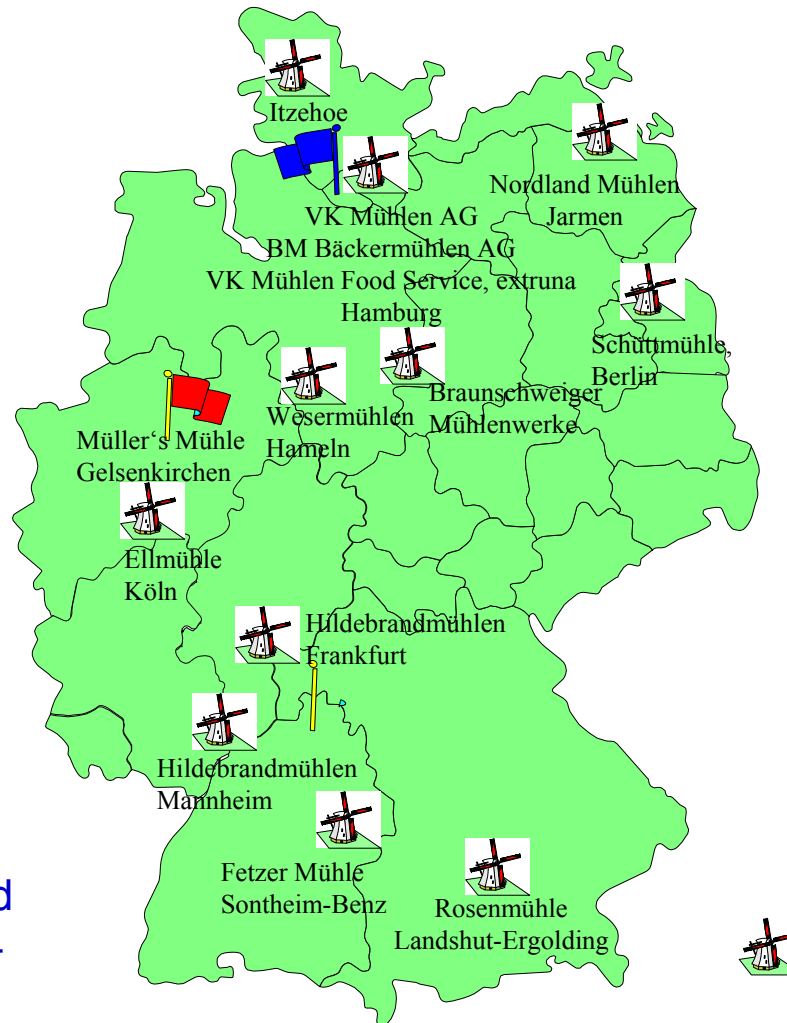 Itzehoe
Nordland Mühlen
Jarmen
VK Mühlen AG
BM Bäckermühlen AG
VK Mühlen Food Service, extruna
Hamburg
Schüttmühle,
Berlin
Braunschweiger
Mühlenwerke
Wesermühlen
Hameln
Müller‘s Mühle
Gelsenkirchen
Ellmühle
Köln
Hildebrandmühlen
Frankfurt
Hildebrandmühlen
Mannheim
Fetzer Mühle
Sontheim-Benz
Rosenmühle
Landshut-Ergolding